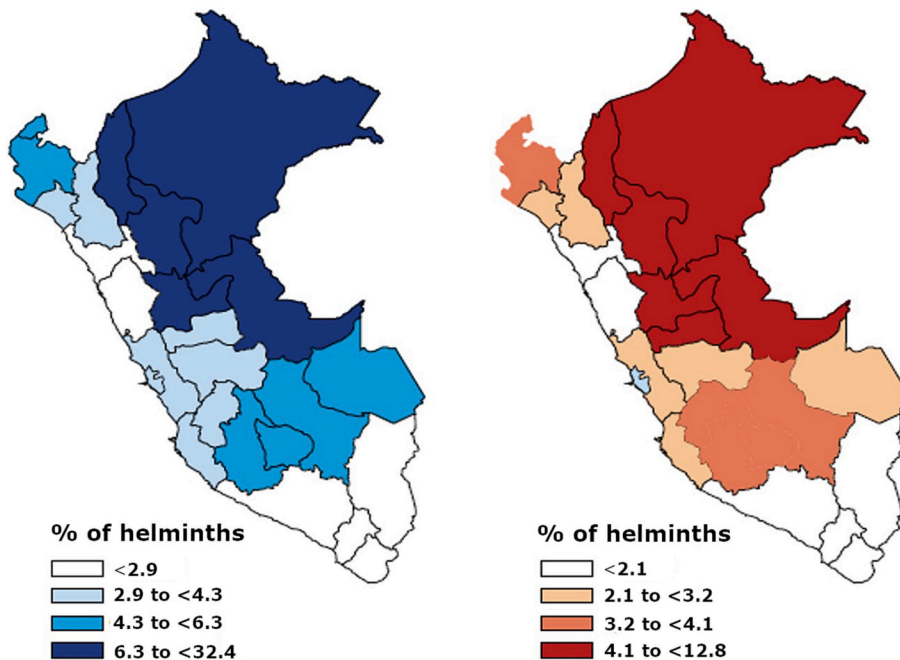 % of helminths
<2.9
2.9 to <4.3
4.3 to <6.3
6.3 to <32.4
% of helminths
<2.1
2.1 to <3.2
3.2 to <4.1
4.1 to <12.8